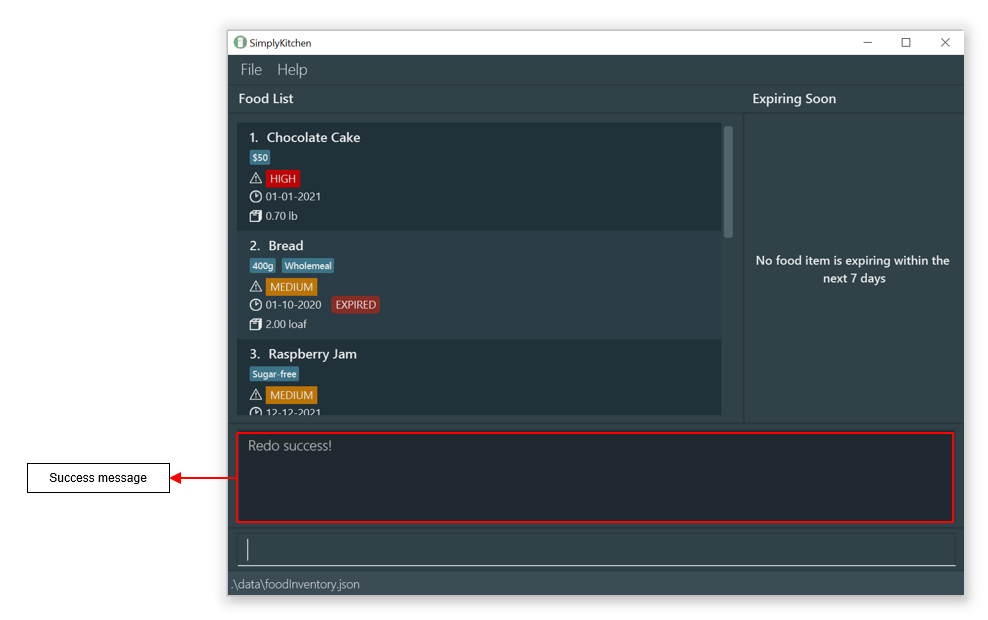 SimplyKitchen
File Help
Food List
Expiring Soon
1. Chocolate Cake
$50
HIGH
01-01-2021
0.70 lb
2. Bread
400g Wholemeal
MEDIUM
01-10-2020 EXPIRED
2.00 loaf
3. Raspberry Jam
Sugar-free
MEDIUM
12-12-2021
No food item is expiring within the
next 7 days
Success message
Redo success!
.\data\foodInventory.json